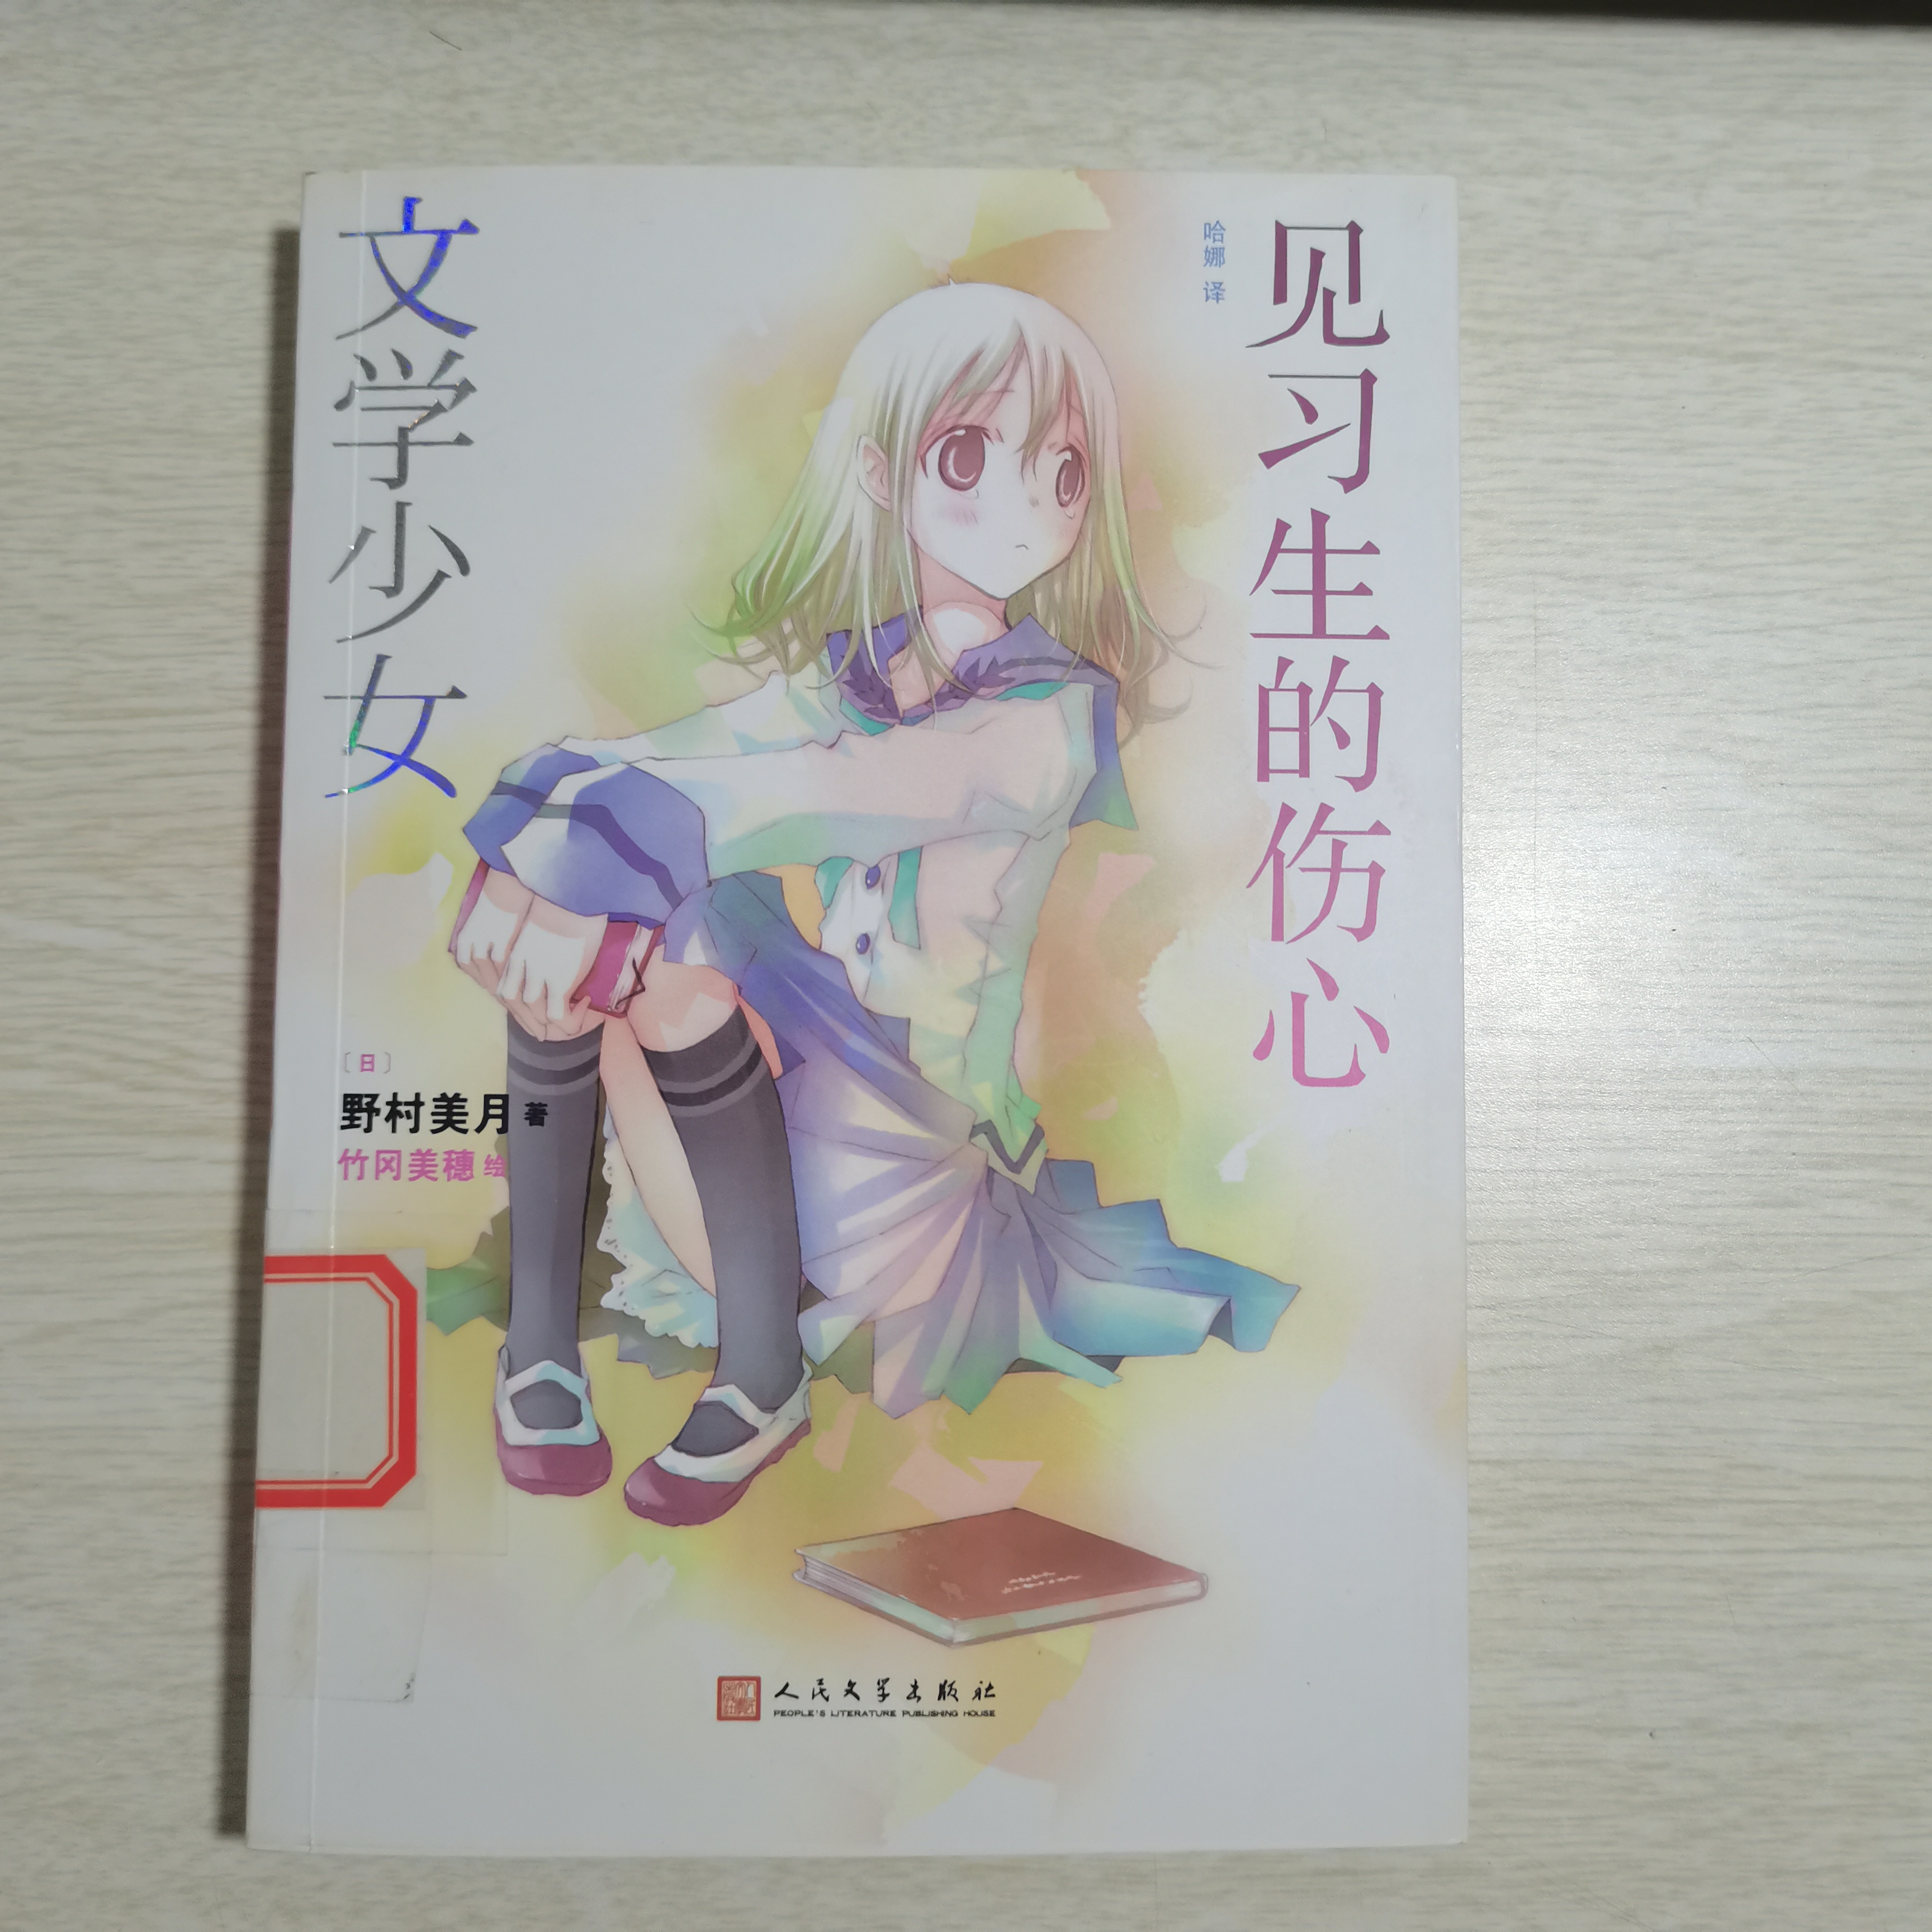 文学少女
见习生的伤心
哈娜 译
〔日〕
野村美月 著
竹冈美穗 绘
人民文学出版社
PEOPLE'S LITERATURE PUBLISHING HOUSE